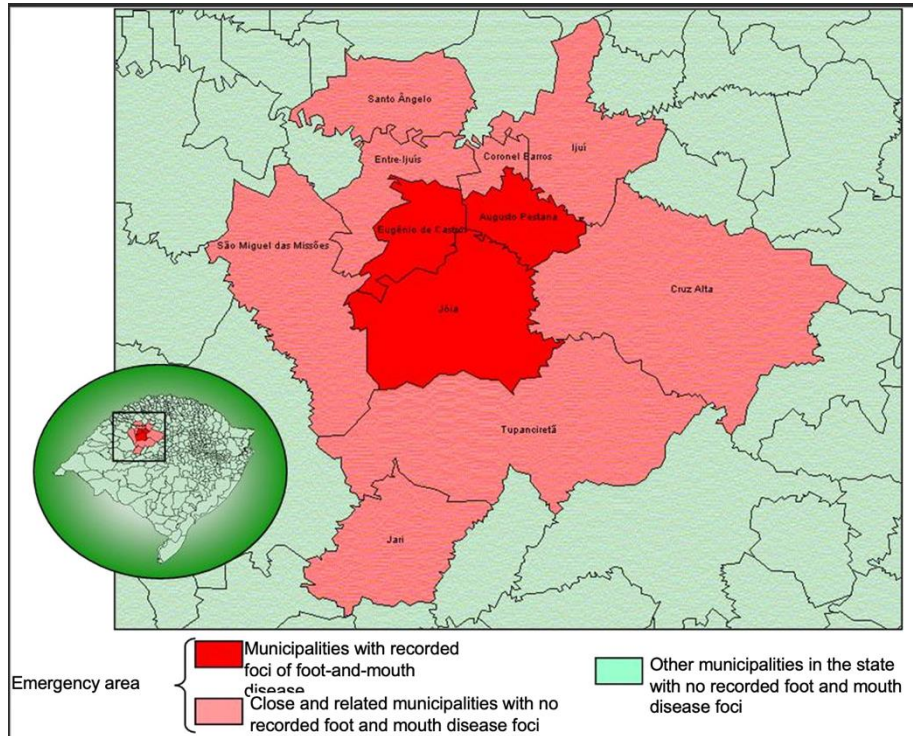 Santo Ângelo
Ijuí
Entre-Ijuís
Coronel Barros
Augusto Pestana
Eugênio de Castro
São Miguel das Missões
Cruz Alta
Jóia
Tupanciretã
Jari
Emergency area
Municipalities with recorded
foci of foot-and-mouth
disease
Close and related municipalities with no
recorded foot and mouth disease foci
Other municipalities in the state
with no recorded foot and mouth
disease foci